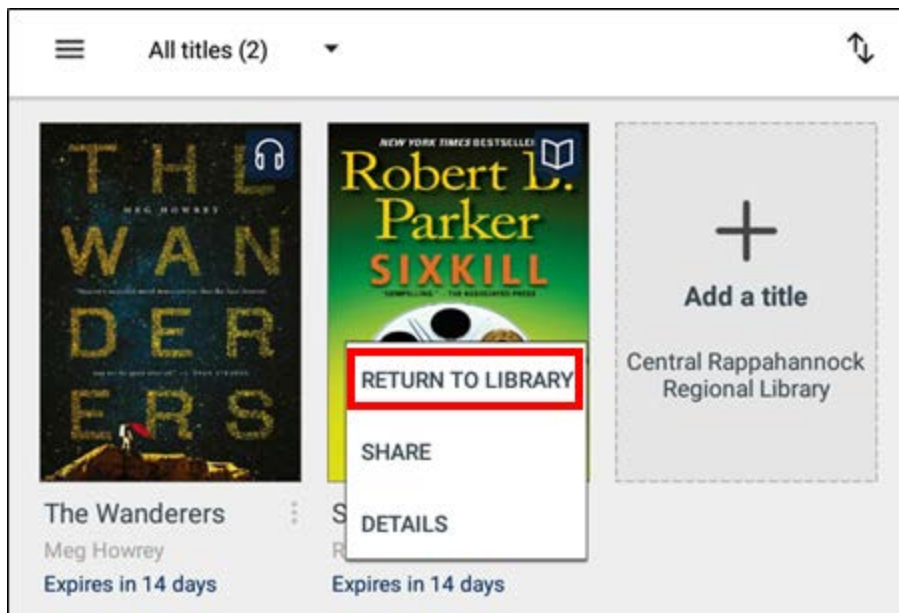 All titles (2)
THE
MEG HOWREY
WAN
DER
ERS
NEW YORK TIMES BESTSELLER
Robert B.
Parker
SIXKILL
"COMPELLING." - THE ASSOCIATED PRESS
Add a title
Central Rappahannock
Regional Library
RETURN TO LIBRARY
SHARE
DETAILS
The Wanderers
Meg Howrey
Expires in 14 days
S
R
Expires in 14 days